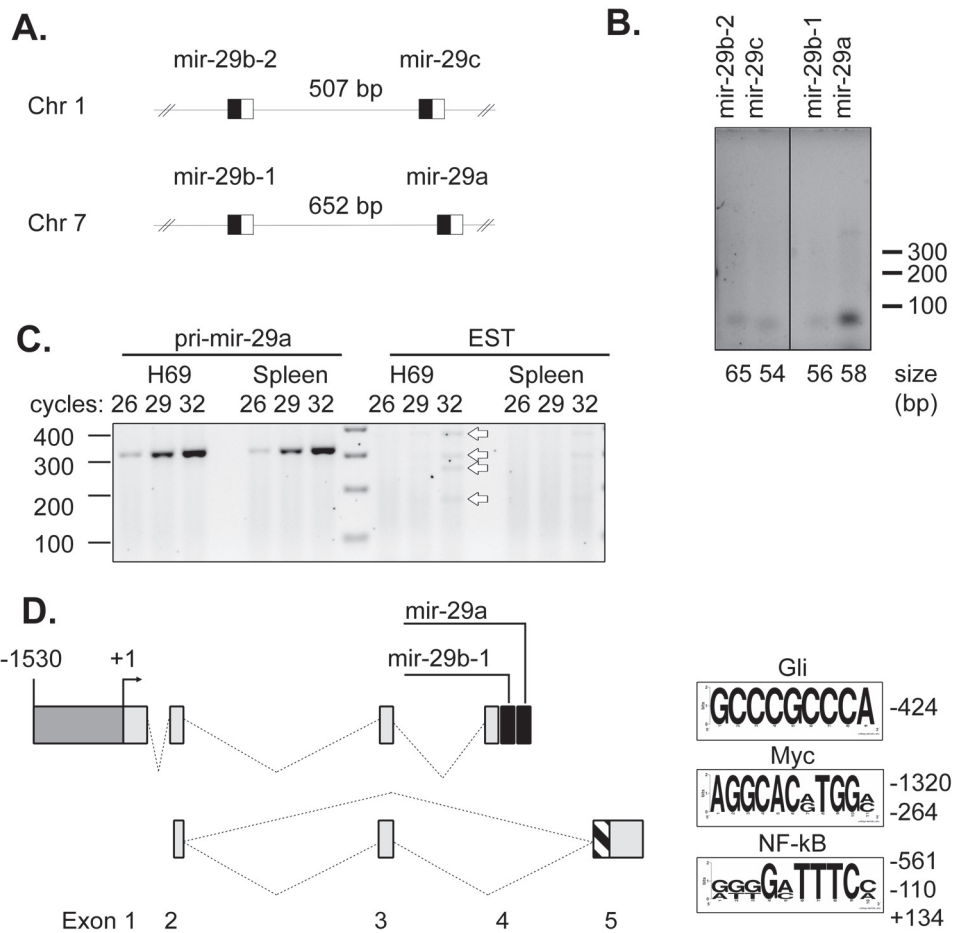 A.
mir-29b-2 mir-29c
Chr 1 507 bp
mir-29b-1 mir-29a
Chr 7 652 bp
B.
mir-29b-2
mir-29c
mir-29b-1
mir-29a
300
200
100
65 54 56 58 size
(bp)
C.
pri-mir-29a EST
H69 Spleen H69 Spleen
cycles: 26 29 32 26 29 32 26 29 32 26 29 32
400
300
200
100
D.
mir-29a
-1530 +1 mir-29b-1
Exon 1 2 3 4 5
Gli
GCCCGCCCA -424
Myc
AGGCAC TGG -1320
-264
NF-kB
G TTTC -561
-110
+134